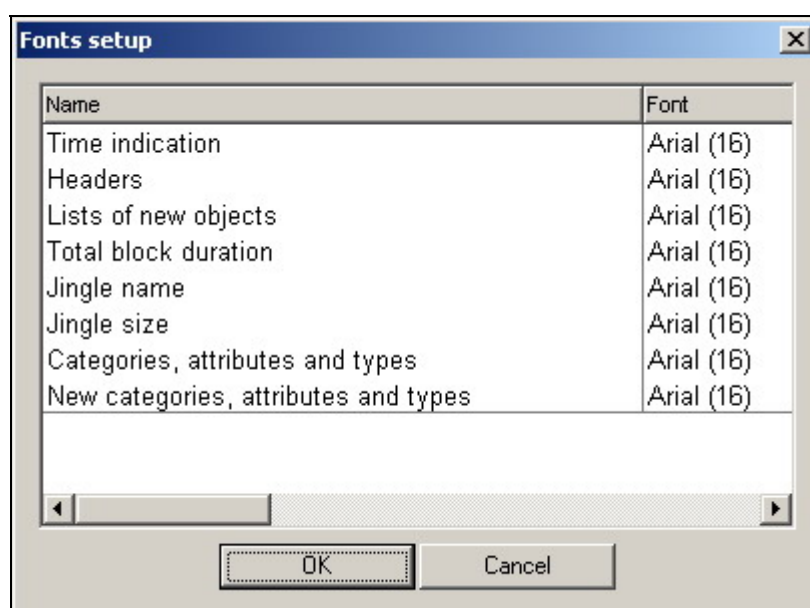 Fonts setup
Name Font
Time indication Arial (16)
Headers Arial (16)
Lists of new objects Arial (16)
Total block duration Arial (16)
Jingle name Arial (16)
Jingle size Arial (16)
Categories, attributes and types Arial (16)
New categories, attributes and types Arial (16)
OK Cancel